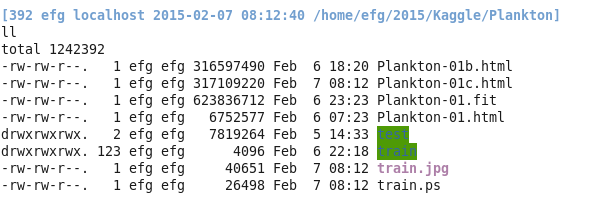 [392 efg localhost 2015-02-07 08:12:40 /home/efg/2015/Kaggle/Plankton]
ll
total 1242392
-rw-rw-r--.   1 efg efg 316597490 Feb  6 18:20 Plankton-01b.html
-rw-rw-r--.   1 efg efg 317109220 Feb  7 08:12 Plankton-01c.html
-rw-rw-r--.   1 efg efg 623836712 Feb  6 23:23 Plankton-01.fit
-rw-rw-r--.   1 efg efg   6752577 Feb  6 07:23 Plankton-01.html
drwxrwxrwx.   2 efg efg   7819264 Feb  5 14:33 test
drwxrwxrwx. 123 efg efg      4096 Feb  6 22:18 train
-rw-rw-r--.   1 efg efg     40651 Feb  7 08:12 train.jpg
-rw-rw-r--.   1 efg efg     26498 Feb  7 08:12 train.ps